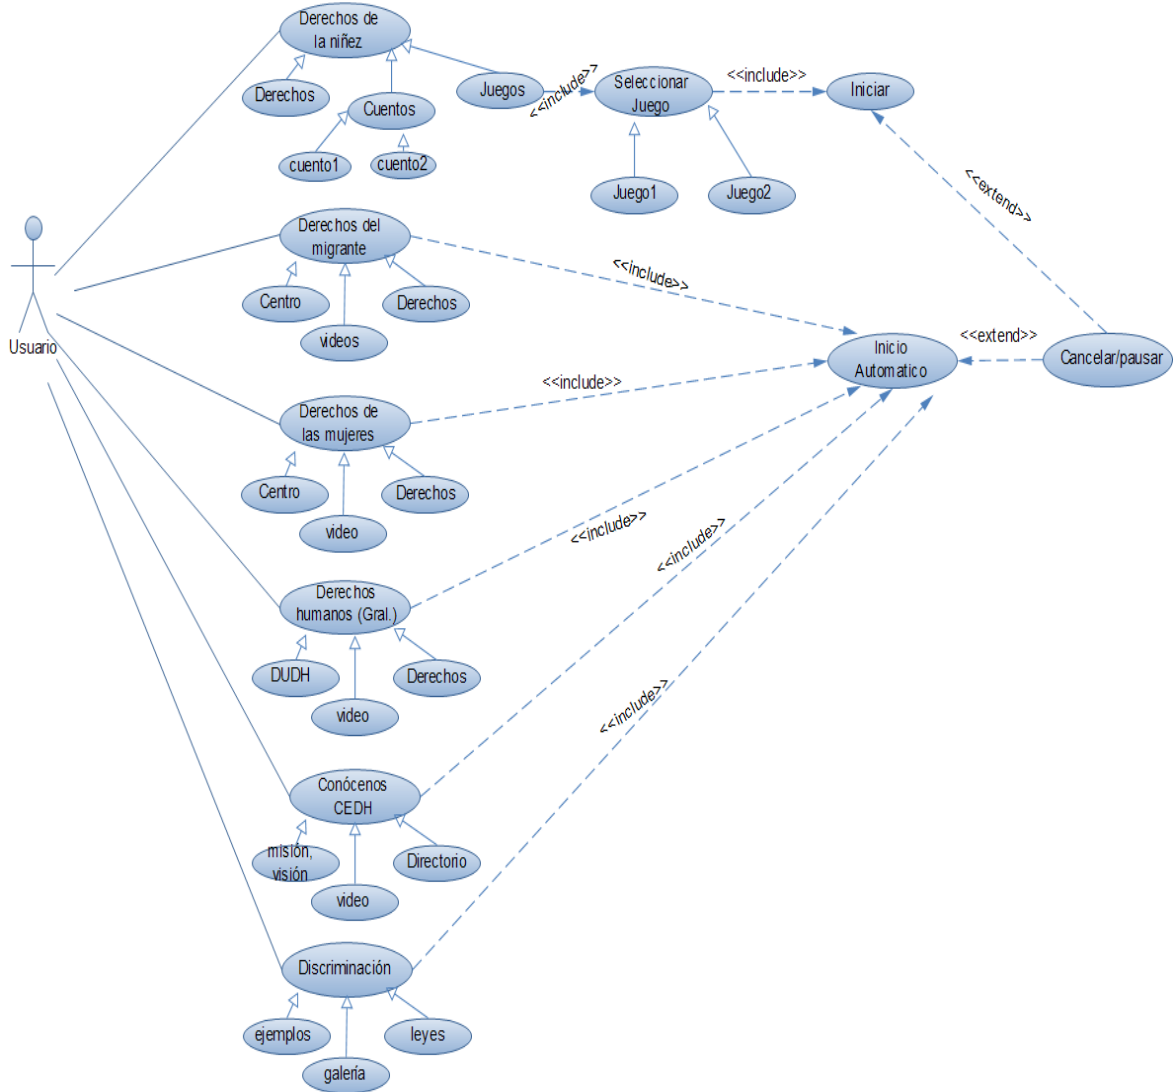 Derechos de
la niñez
Derechos
Cuentos
Juegos
cuento1
cuento2
<<include>>
Seleccionar
Juego
<<include>>
Iniciar
Juego1
Juego2
<<extend>>
Usuario
Derechos del
migrante
Centro
videos
Derechos
<<include>>
Inicio
Automatico
<<extend>>
Cancelar/pausar
Derechos de
las mujeres
Centro
video
Derechos
<<include>>
Derechos
humanos (Gral.)
DUDH
video
Derechos
<<include>>
Conócenos
CEDH
misión,
visión
video
Directorio
<<include>>
Discriminación
ejemplos
galería
leyes
<<include>>